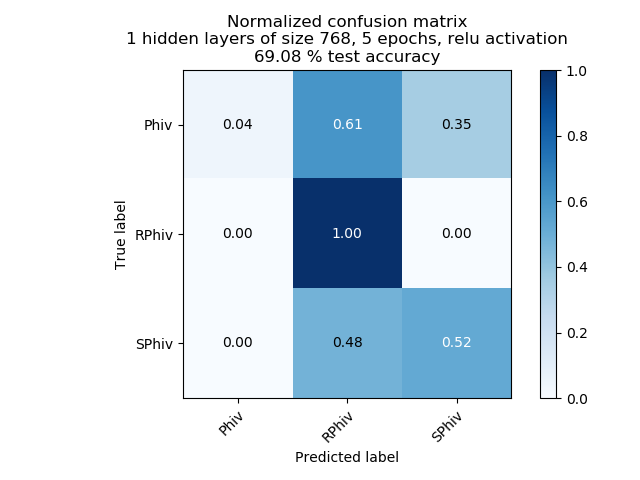 Normalized confusion matrix
1 hidden layers of size 768, 5 epochs, relu activation
69.08 % test accuracy
1.0
0.8
0.6
0.4
0.2
0.0
True label
Phiv
0.04 0.61 0.35
RPhiv
0.00 1.00 0.00
SPhiv
0.00 0.48 0.52
Phiv
RPhiv
SPhiv
Predicted label